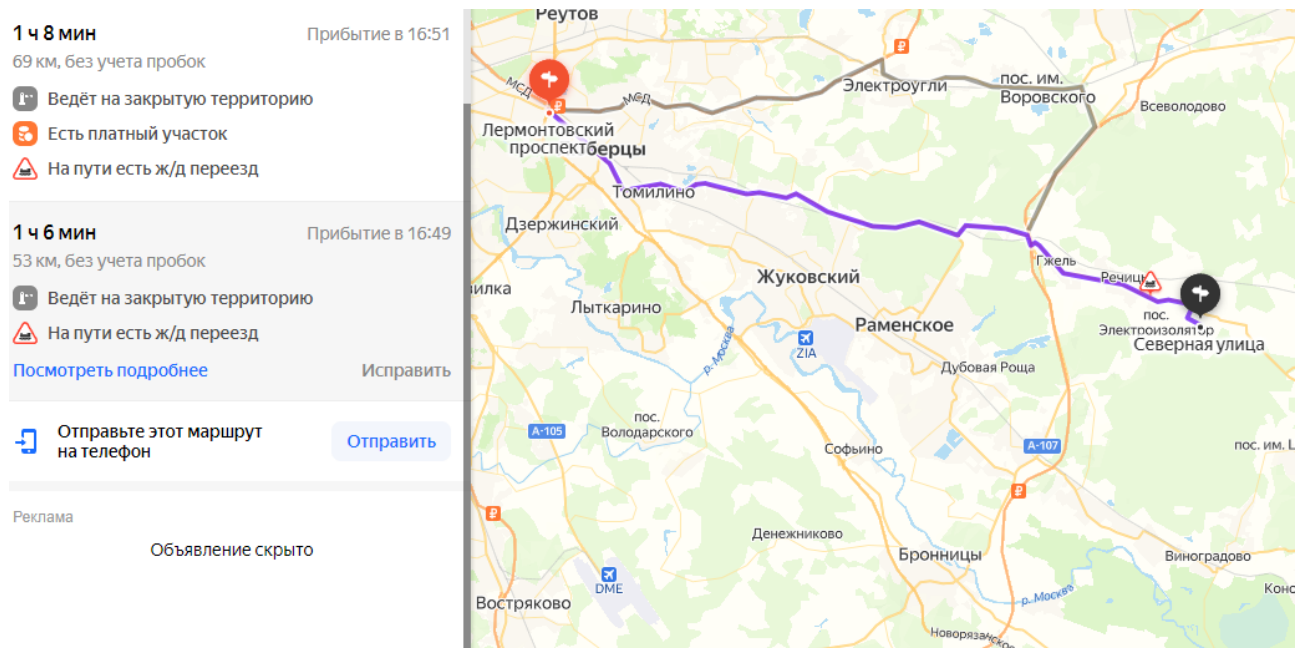 1 ч 8 мин
Прибытие в 16:51
69 км, без учета пробок
Ведёт на закрытую территорию
Есть платный участок
На пути есть ж/д переезд
1 ч 6 мин
Прибытие в 16:49
53 км, без учета пробок
Ведёт на закрытую территорию
На пути есть ж/д переезд
Посмотреть подробнее
Исправить
Отправьте этот маршрут
на телефон
Отправить
Реклама
Объявление скрыто
Реутов
МСД
МСД
Электроугли
пос. им.
Воровского
Всеволодово
Лермонтовский
проспект
берцы
Томилино
Дзержинский
Гжель
Речицы
пос.
Электроизолятор
Северная улица
Жуковский
илка
Лыткарино
Раменское
ZIA
р. Москва
Дубовая Роща
пос.
Володарского
А-105
А-107
Софьино
пос. им. Ц
Денежниково
Бронницы
Виноградово
DME
Востряково
р. Москва
Конс
Новорязанское